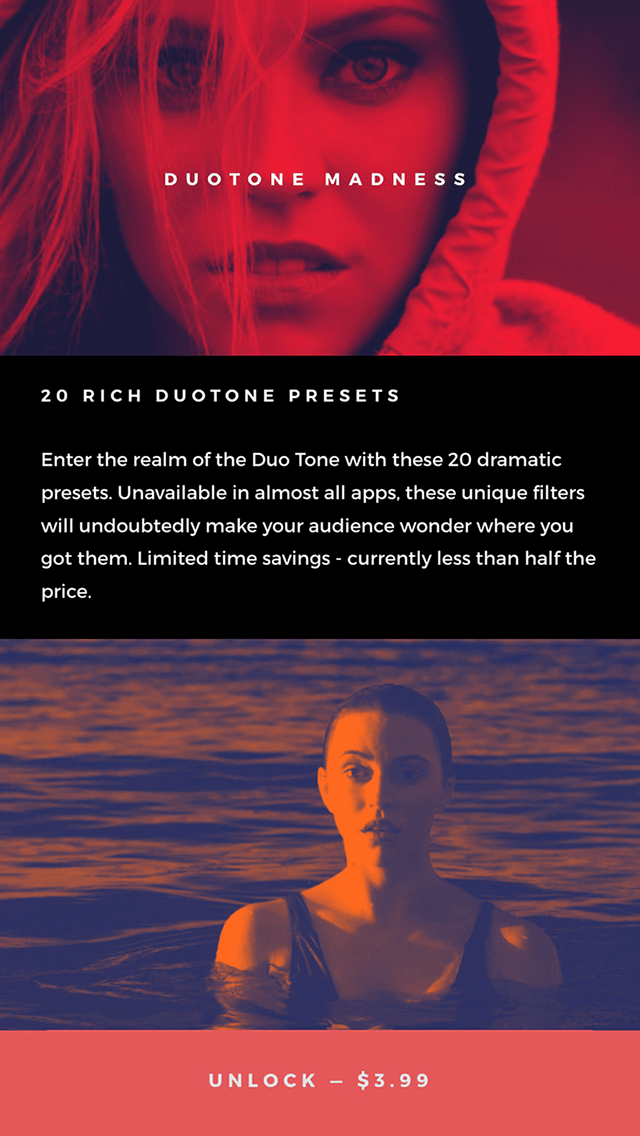 DUOTONE MADNESS
20 RICH DUOTONE PRESETS
Enter the realm of the Duo Tone with these 20 dramatic
presets. Unavailable in almost all apps, these unique filters
will undoubtedly make your audience wonder where you
got them. Limited time savings - currently less than half the
price.
UNLOCK — $3.99